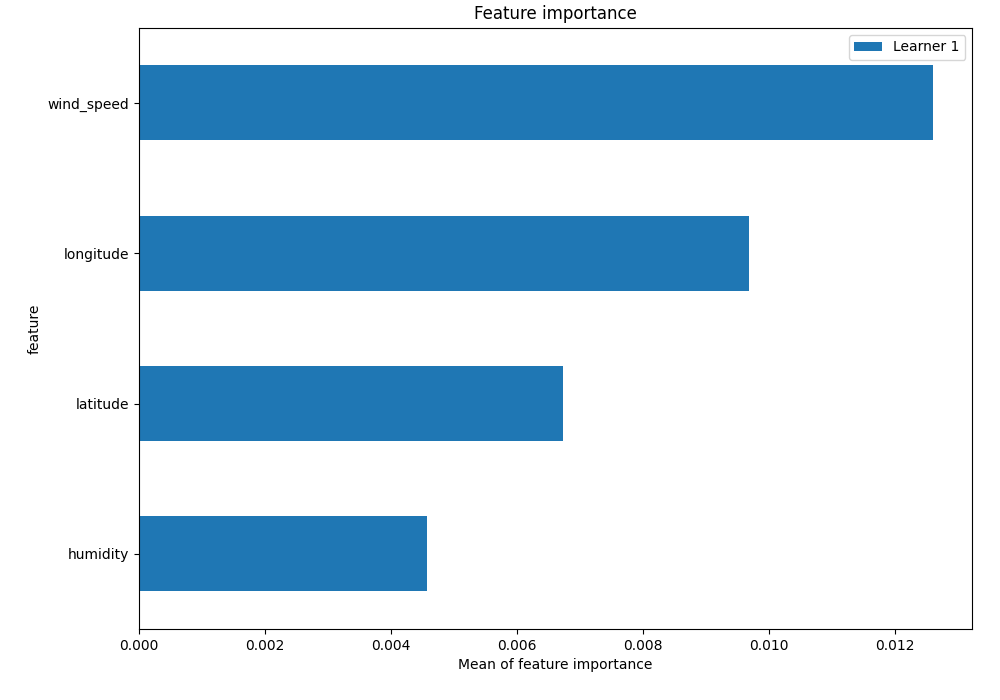 Feature importance
Learner 1
wind_speed
longitude
latitude
humidity
feature
0.000 0.002 0.004 0.006 0.008 0.010 0.012
Mean of feature importance